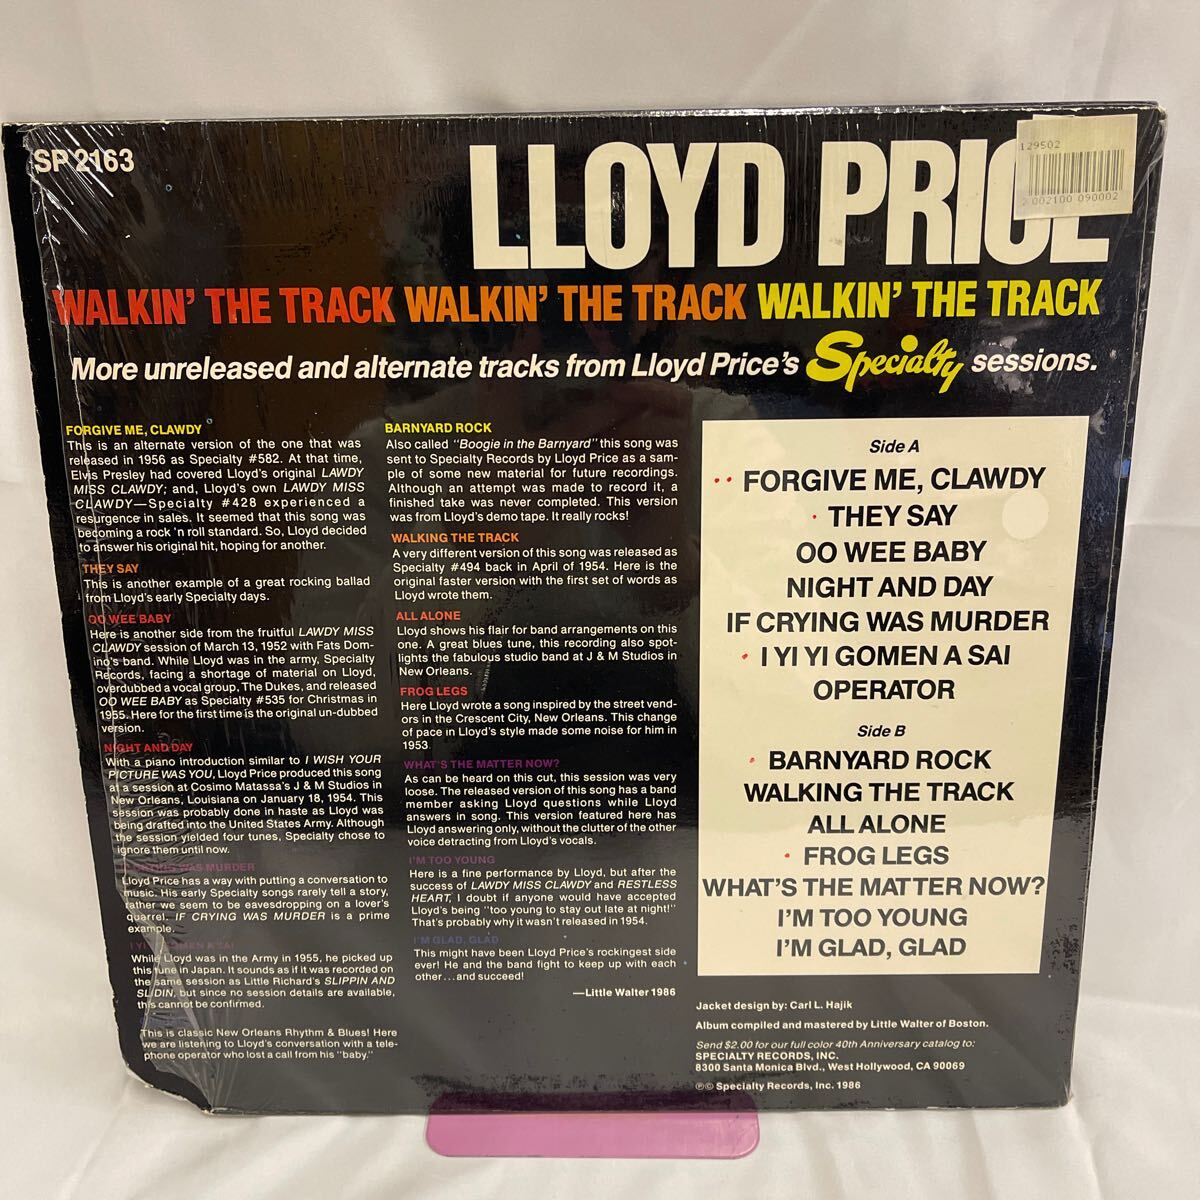 SP 2163
LLOYD PRICE
129502
2 002100 090002
WALKIN' THE TRACK WALKIN' THE TRACK WALKIN' THE TRACK
More unreleased and alternate tracks from Lloyd Price's Specialty sessions.
FORGIVE ME, CLAWDY
This is an alternate version of the one that was
released in 1956 as Specialty #582. At that time,
Elvis Presley had covered Lloyd's original LAWDY
MISS CLAWDY; and, Lloyd's own LAWDY MISS
CLAWDY—Specialty #428 experienced a
resurgence in sales. It seemed that this song was
becoming a rock 'n roll standard. So, Lloyd decided
to answer his original hit, hoping for another.
THEY SAY
This is another example of a great rocking ballad
from Lloyd's early Specialty days.
OO WEE BABY
Here is another side from the fruitful LAWDY MISS
CLAWDY session of March 13, 1952 with Fats Dom-
ino's band. While Lloyd was in the army, Specialty
Records, facing a shortage of material on Lloyd,
overdubbed a vocal group, The Dukes, and released
OO WEE BABY as Specialty #535 for Christmas in
1955. Here for the first time is the original un-dubbed
version.
NIGHT AND DAY
With a piano introduction similar to I WISH YOUR
PICTURE WAS YOU, Lloyd Price produced this song
at a session at Cosimo Matassa's J & M Studios in
New Orleans, Louisiana on January 18, 1954. This
session was probably done in haste as Lloyd was
being drafted into the United States Army. Although
the session yielded four tunes, Specialty chose to
ignore them until now.
CRYING WAS MURDER
Lloyd Price has a way with putting a conversation to
music. His early Specialty songs rarely tell a story,
rather we seem to be eavesdropping on a lover's
quarrel. IF CRYING WAS MURDER is a prime
example.
I YI YI GOMEN A SAI
While Lloyd was in the Army in 1955, he picked up
this tune in Japan. It sounds as if it was recorded on
the same session as Little Richard's SLIPPIN AND
SLIDIN, but since no session details are available,
this cannot be confirmed.
This is classic New Orleans Rhythm & Blues! Here
we are listening to Lloyd's conversation with a tele-
phone operator who lost a call from his "baby."
BARNYARD ROCK
Also called "Boogie in the Barnyard" this song was
sent to Specialty Records by Lloyd Price as a sam-
ple of some new material for future recordings.
Although an attempt was made to record it, a
finished take was never completed. This version
was from Lloyd's demo tape. It really rocks!
WALKING THE TRACK
A very different version of this song was released as
Specialty #494 back in April of 1954. Here is the
original faster version with the first set of words as
Lloyd wrote them.
ALL ALONE
Lloyd shows his flair for band arrangements on this
one. A great blues tune, this recording also spot-
lights the fabulous studio band at J & M Studios in
New Orleans.
FROG LEGS
Here Lloyd wrote a song inspired by the street vend-
ors in the Crescent City, New Orleans. This change
of pace in Lloyd's style made some noise for him in
1953.
WHAT'S THE MATTER NOW?
As can be heard on this cut, this session was very
loose. The released version of this song has a band
member asking Lloyd questions while Lloyd
answers in song. This version featured here has
Lloyd answering only, without the clutter of the other
voice detracting from Lloyd's vocals.
I'M TOO YOUNG
Here is a fine performance by Lloyd, but after the
success of LAWDY MISS CLAWDY and RESTLESS
HEART, I doubt if anyone would have accepted
Lloyd's being "too young to stay out late at night!"
That's probably why it wasn't released in 1954.
I'M GLAD, GLAD
This might have been Lloyd Price's rockingest side
ever! He and the band fight to keep up with each
other...and succeed!
—Little Walter 1986
Side A
FORGIVE ME, CLAWDY
THEY SAY
OO WEE BABY
NIGHT AND DAY
IF CRYING WAS MURDER
I YI YI GOMEN A SAI
OPERATOR
Side B
BARNYARD ROCK
WALKING THE TRACK
ALL ALONE
FROG LEGS
WHAT'S THE MATTER NOW?
I'M TOO YOUNG
I'M GLAD, GLAD
Jacket design by: Carl L. Hajik
Album compiled and mastered by Little Walter of Boston.
Send $2.00 for our full color 40th Anniversary catalog to:
SPECIALTY RECORDS, INC.
8300 Santa Monica Blvd., West Hollywood, CA 90069
℗© Specialty Records, Inc. 1986